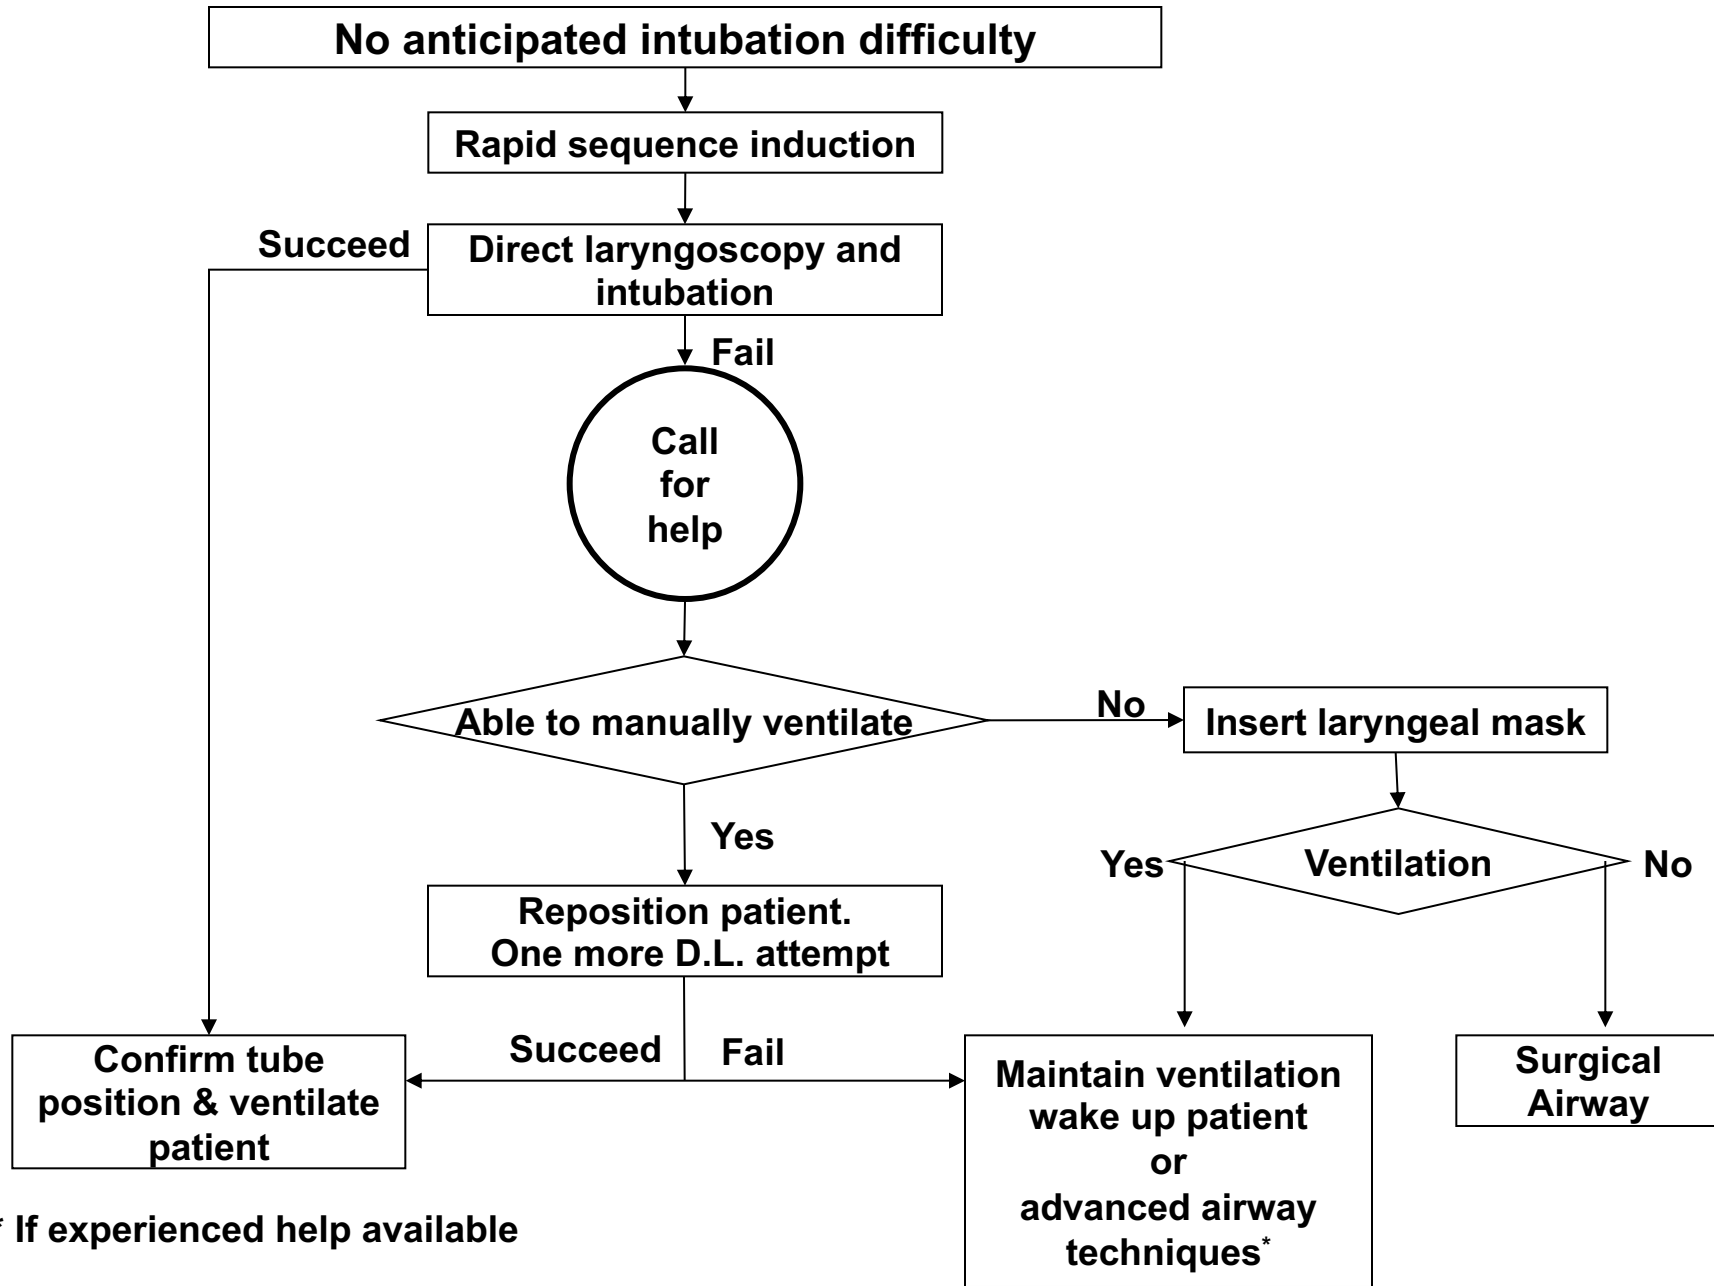 No anticipated intubation difficulty
Rapid sequence induction
Succeed
Direct laryngoscopy and
intubation
Fail
Call
for
help
Able to manually ventilate
No
Insert laryngeal mask
Yes
Yes
Ventilation
No
Reposition patient.
One more D.L. attempt
Succeed
Fail
Confirm tube
position & ventilate
patient
Maintain ventilation
wake up patient
or
advanced airway
techniques*
Surgical
Airway
* If experienced help available